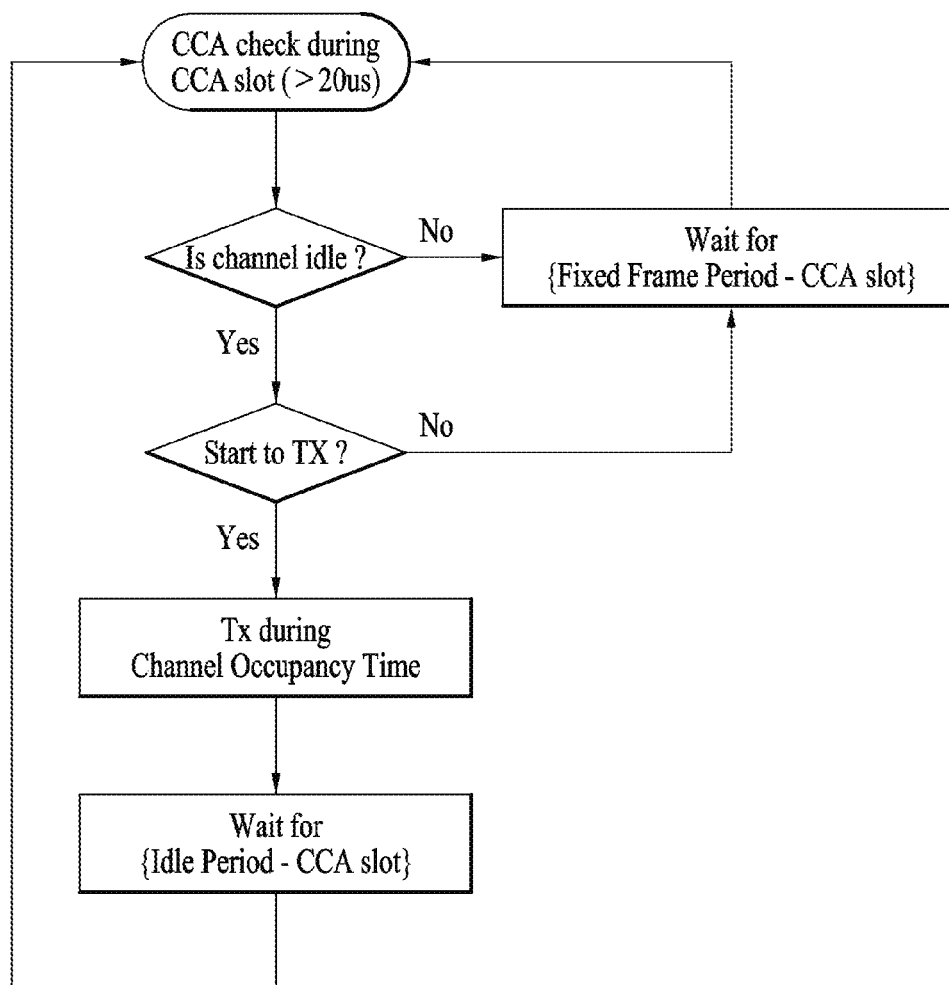 CCA check during
CCA slot ( > 20us)
Is channel idle ?
No
Wait for
{Fixed Frame Period - CCA slot}
Yes
Start to TX ?
No
Yes
Tx during
Channel Occupancy Time
Wait for
{Idle Period - CCA slot}